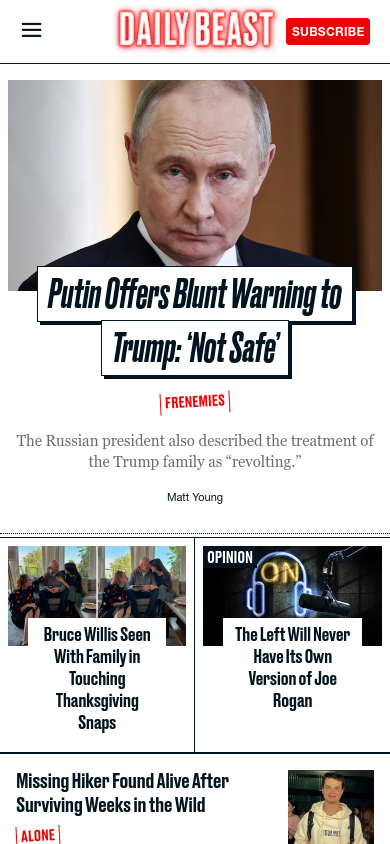 DAILY BEAST
SUBSCRIBE
Putin Offers Blunt Warning to
Trump: ‘Not Safe’
FRENEMIES
The Russian president also described the treatment of
the Trump family as “revolting.”
Matt Young
Bruce Willis Seen
With Family in
Touching
Thanksgiving
Snaps
OPINION
ON
The Left Will Never
Have Its Own
Version of Joe
Rogan
Missing Hiker Found Alive After
Surviving Weeks in the Wild
ALONE